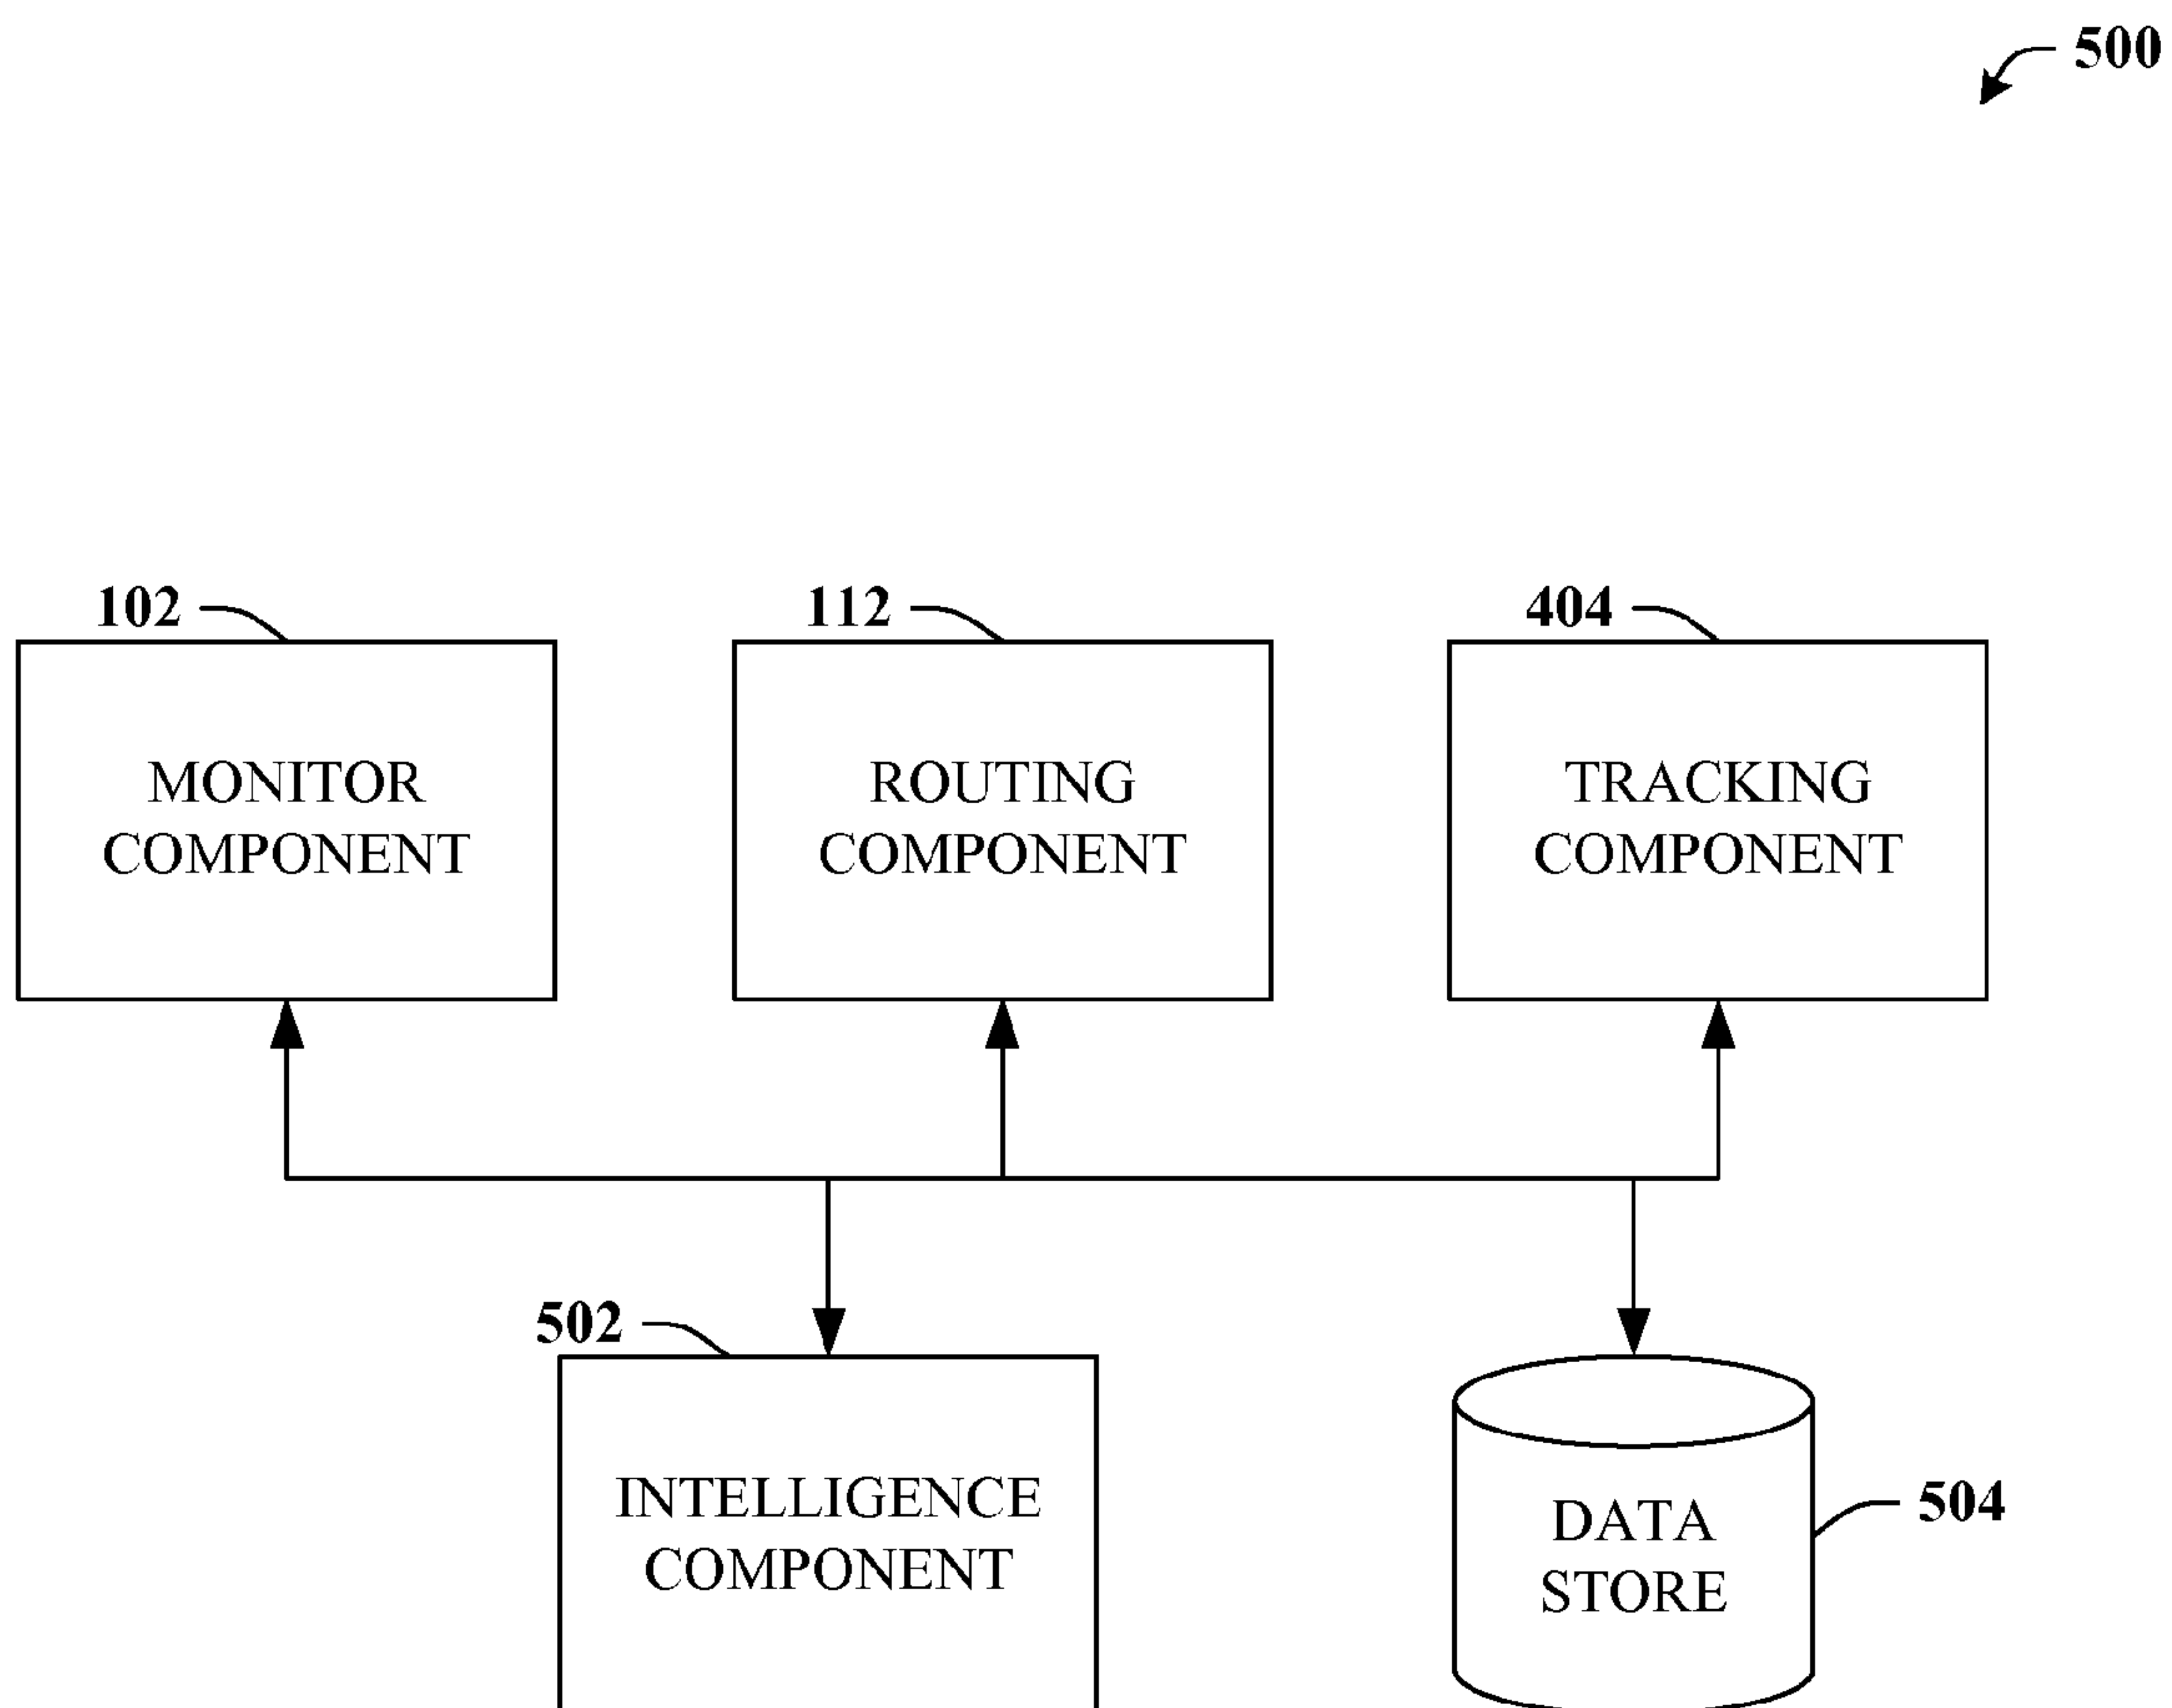 500
102
112
404
MONITOR
COMPONENT
ROUTING
COMPONENT
TRACKING
COMPONENT
502
INTELLIGENCE
COMPONENT
DATA
STORE
504